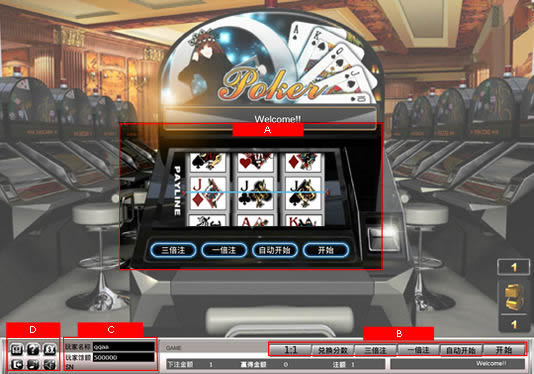 Poker
Welcome!!
A
PAYLINE
J J J
A K
三倍注 一倍注 自动开始 开始
1
1
D C B
玩家名称 qqaa
玩家馀额 500000
SN
GAME
1:1 兑换分数 三倍注 一倍注 自动开始 开始
下注金额 1 赢得金额 0 注额 1
Welcome!!